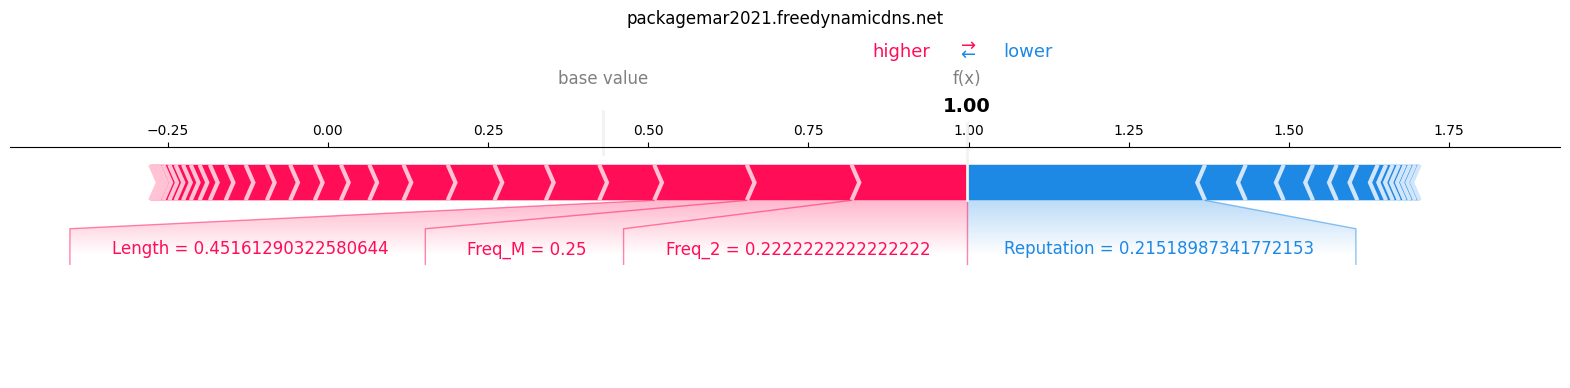 packagemar2021.freedynamicdns.net
higher ⇄ lower
base value f(x)
1.00
−0.25 0.00 0.25 0.50 0.75 1.00 1.25 1.50 1.75
Length = 0.45161290322580644 Freq_M = 0.25 Freq_2 = 0.2222222222222222 Reputation = 0.21518987341772153